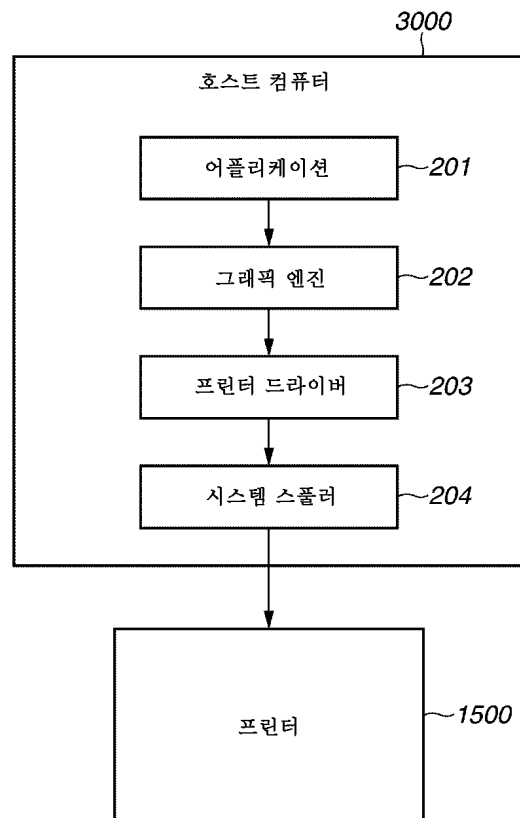 3000
호스트 컴퓨터
어플리케이션
201
그래픽 엔진
202
프린터 드라이버
203
시스템 스풀러
204
프린터
1500